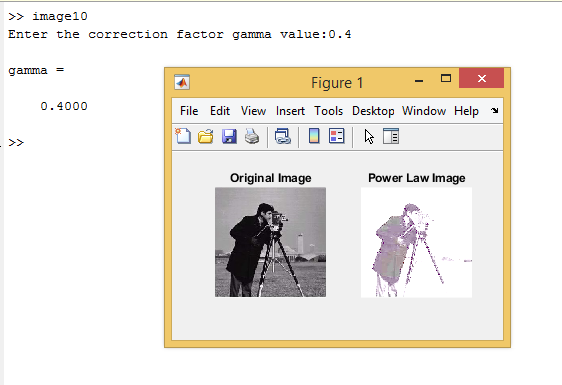 >> image10
Enter the correction factor gamma value:0.4
gamma =
0.4000
>>
Figure 1
File Edit View Insert Tools Desktop Window Help
Original Image Power Law Image